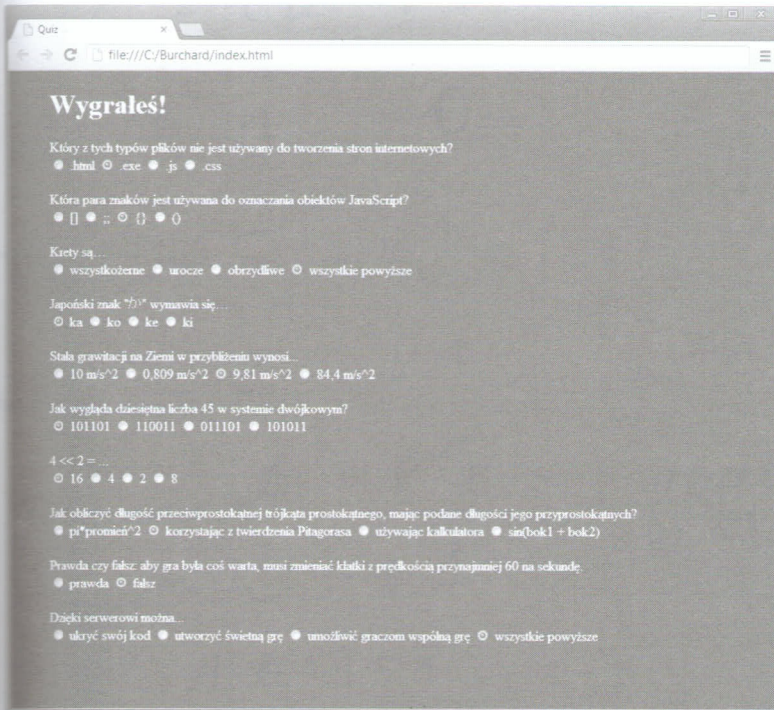 Quiz
file:///C:/Burchard/index.html
Wygrałeś!
Który z tych typów plików nie jest używany do tworzenia stron internetowych?
.html .exe .js .css
Która para znaków jest używana do oznaczania obiektów JavaScript?
[] ;; {} ()
Krety są...
wszystkożerne urocze obrzydliwe wszystkie powyższe
Japoński znak "か" wymawia się...
ka ko ke ki
Stała grawitacji na Ziemi w przybliżeniu wynosi...
10 m/s^2 0,809 m/s^2 9,81 m/s^2 84,4 m/s^2
Jak wygląda dziesiętna liczba 45 w systemie dwójkowym?
101101 110011 011101 101011
4 << 2 = ...
16 4 2 8
Jak obliczyć długość przeciwprostokątnej trójkąta prostokątnego, mając podane długości jego przyprostokątnych?
pi*promień^2 korzystając z twierdzenia Pitagorasa używając kalkulatora sin(bok1 + bok2)
Prawda czy fałsz: aby gra była coś warta, musi zmieniać klatki z prędkością przynajmniej 60 na sekundę.
prawda fałsz
Dzięki serwerowi można...
ukryć swój kod utworzyć świetną grę umożliwić graczom wspólną grę wszystkie powyższe